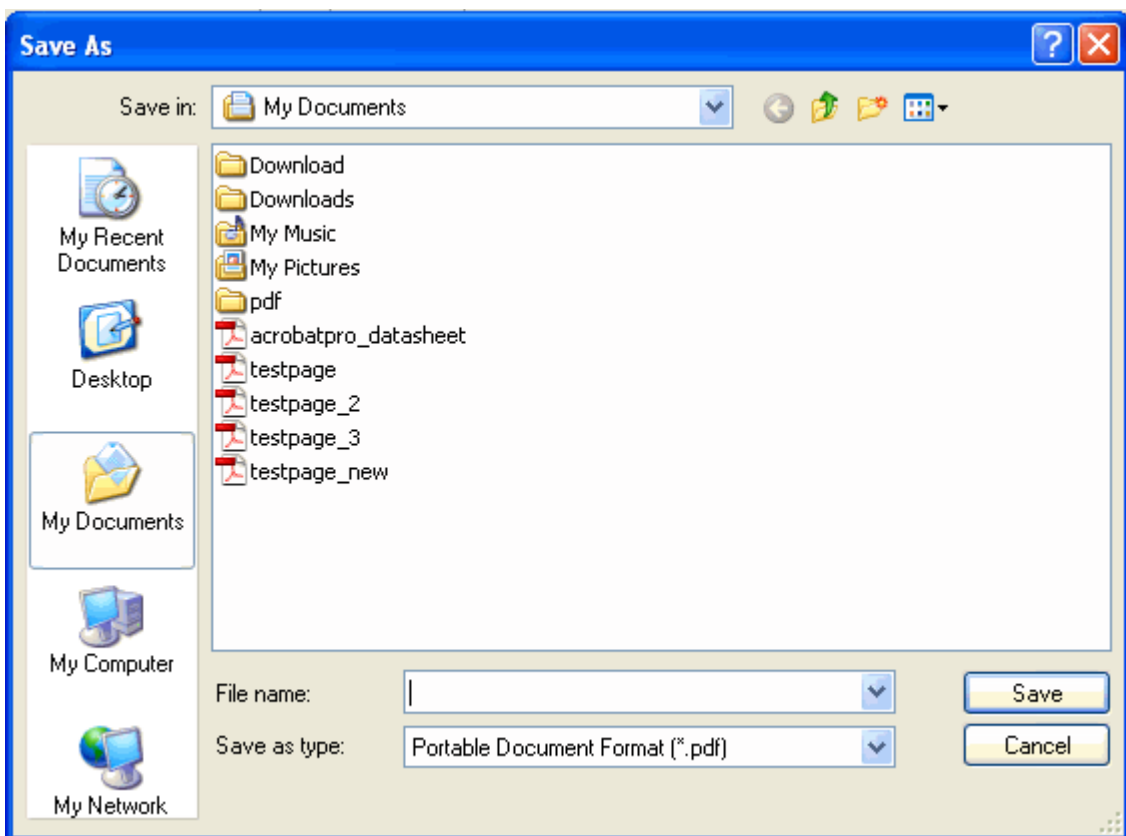 Save As
Save in:
My Documents
My Recent
Documents
Desktop
My Documents
My Computer
My Network
Download
Downloads
My Music
My Pictures
pdf
acrobatpro_datasheet
testpage
testpage_2
testpage_3
testpage_new
File name:
Save
Save as type:
Portable Document Format (*.pdf)
Cancel